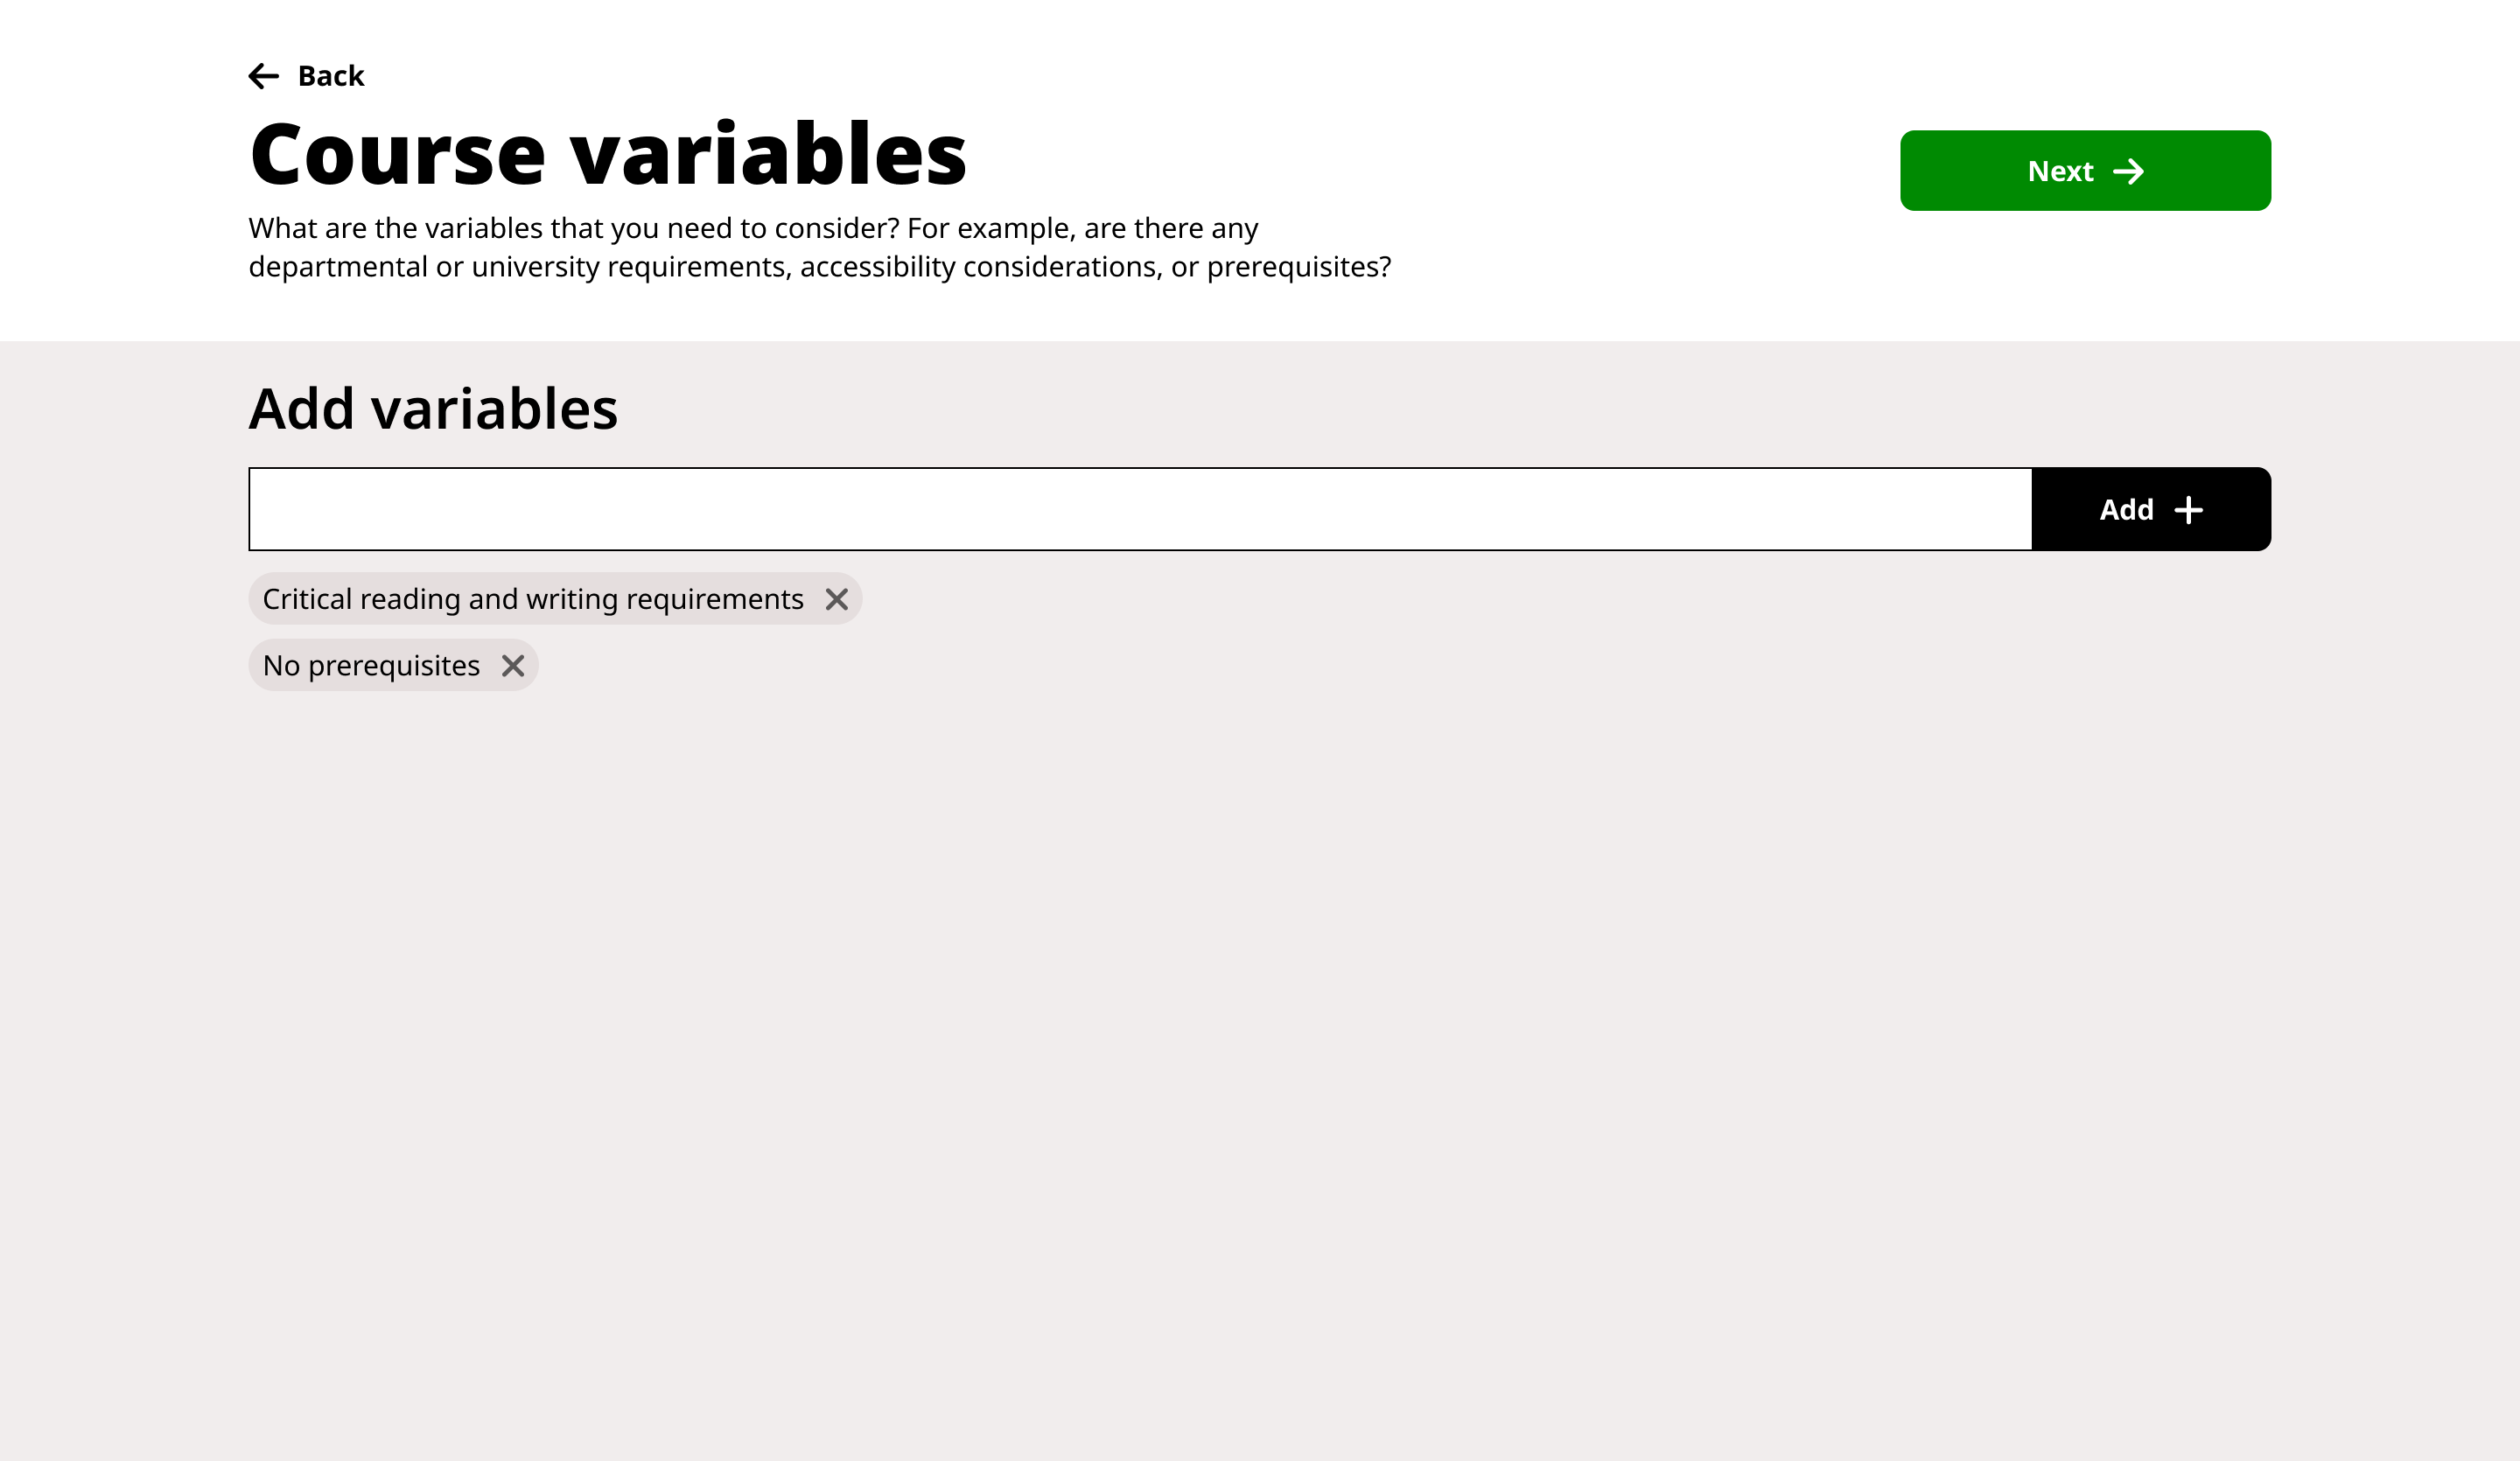 Back
Course variables
Next
What are the variables that you need to consider? For example, are there any
departmental or university requirements, accessibility considerations, or prerequisites?
Add variables
Add
Critical reading and writing requirements
No prerequisites